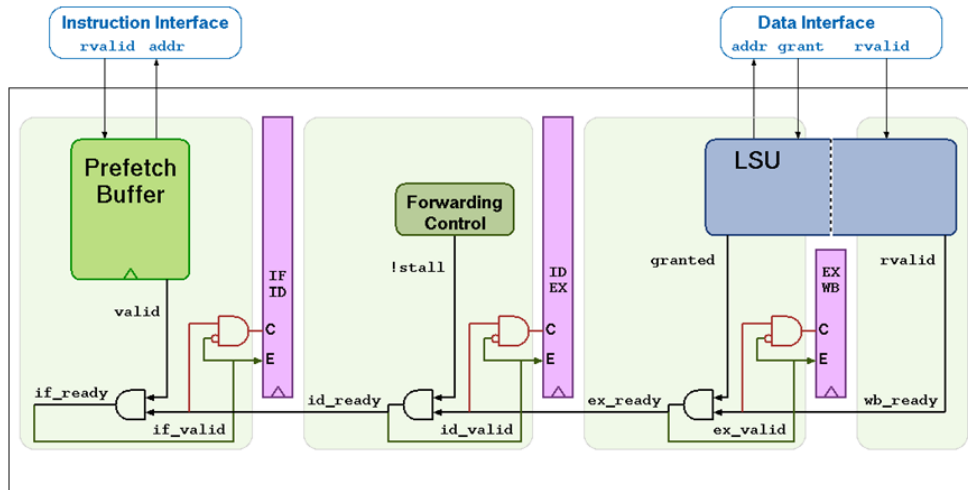 Instruction Interface
rvalid addr
Data Interface
addr grant rvalid
Prefetch
Buffer
LSU
Forwarding
Control
IF
ID
ID
EX
EX
WB
!stall
granted
rvalid
valid
C
C
C
E
E
E
if_ready
id_ready
ex_ready
wb_ready
if_valid
id_valid
ex_valid